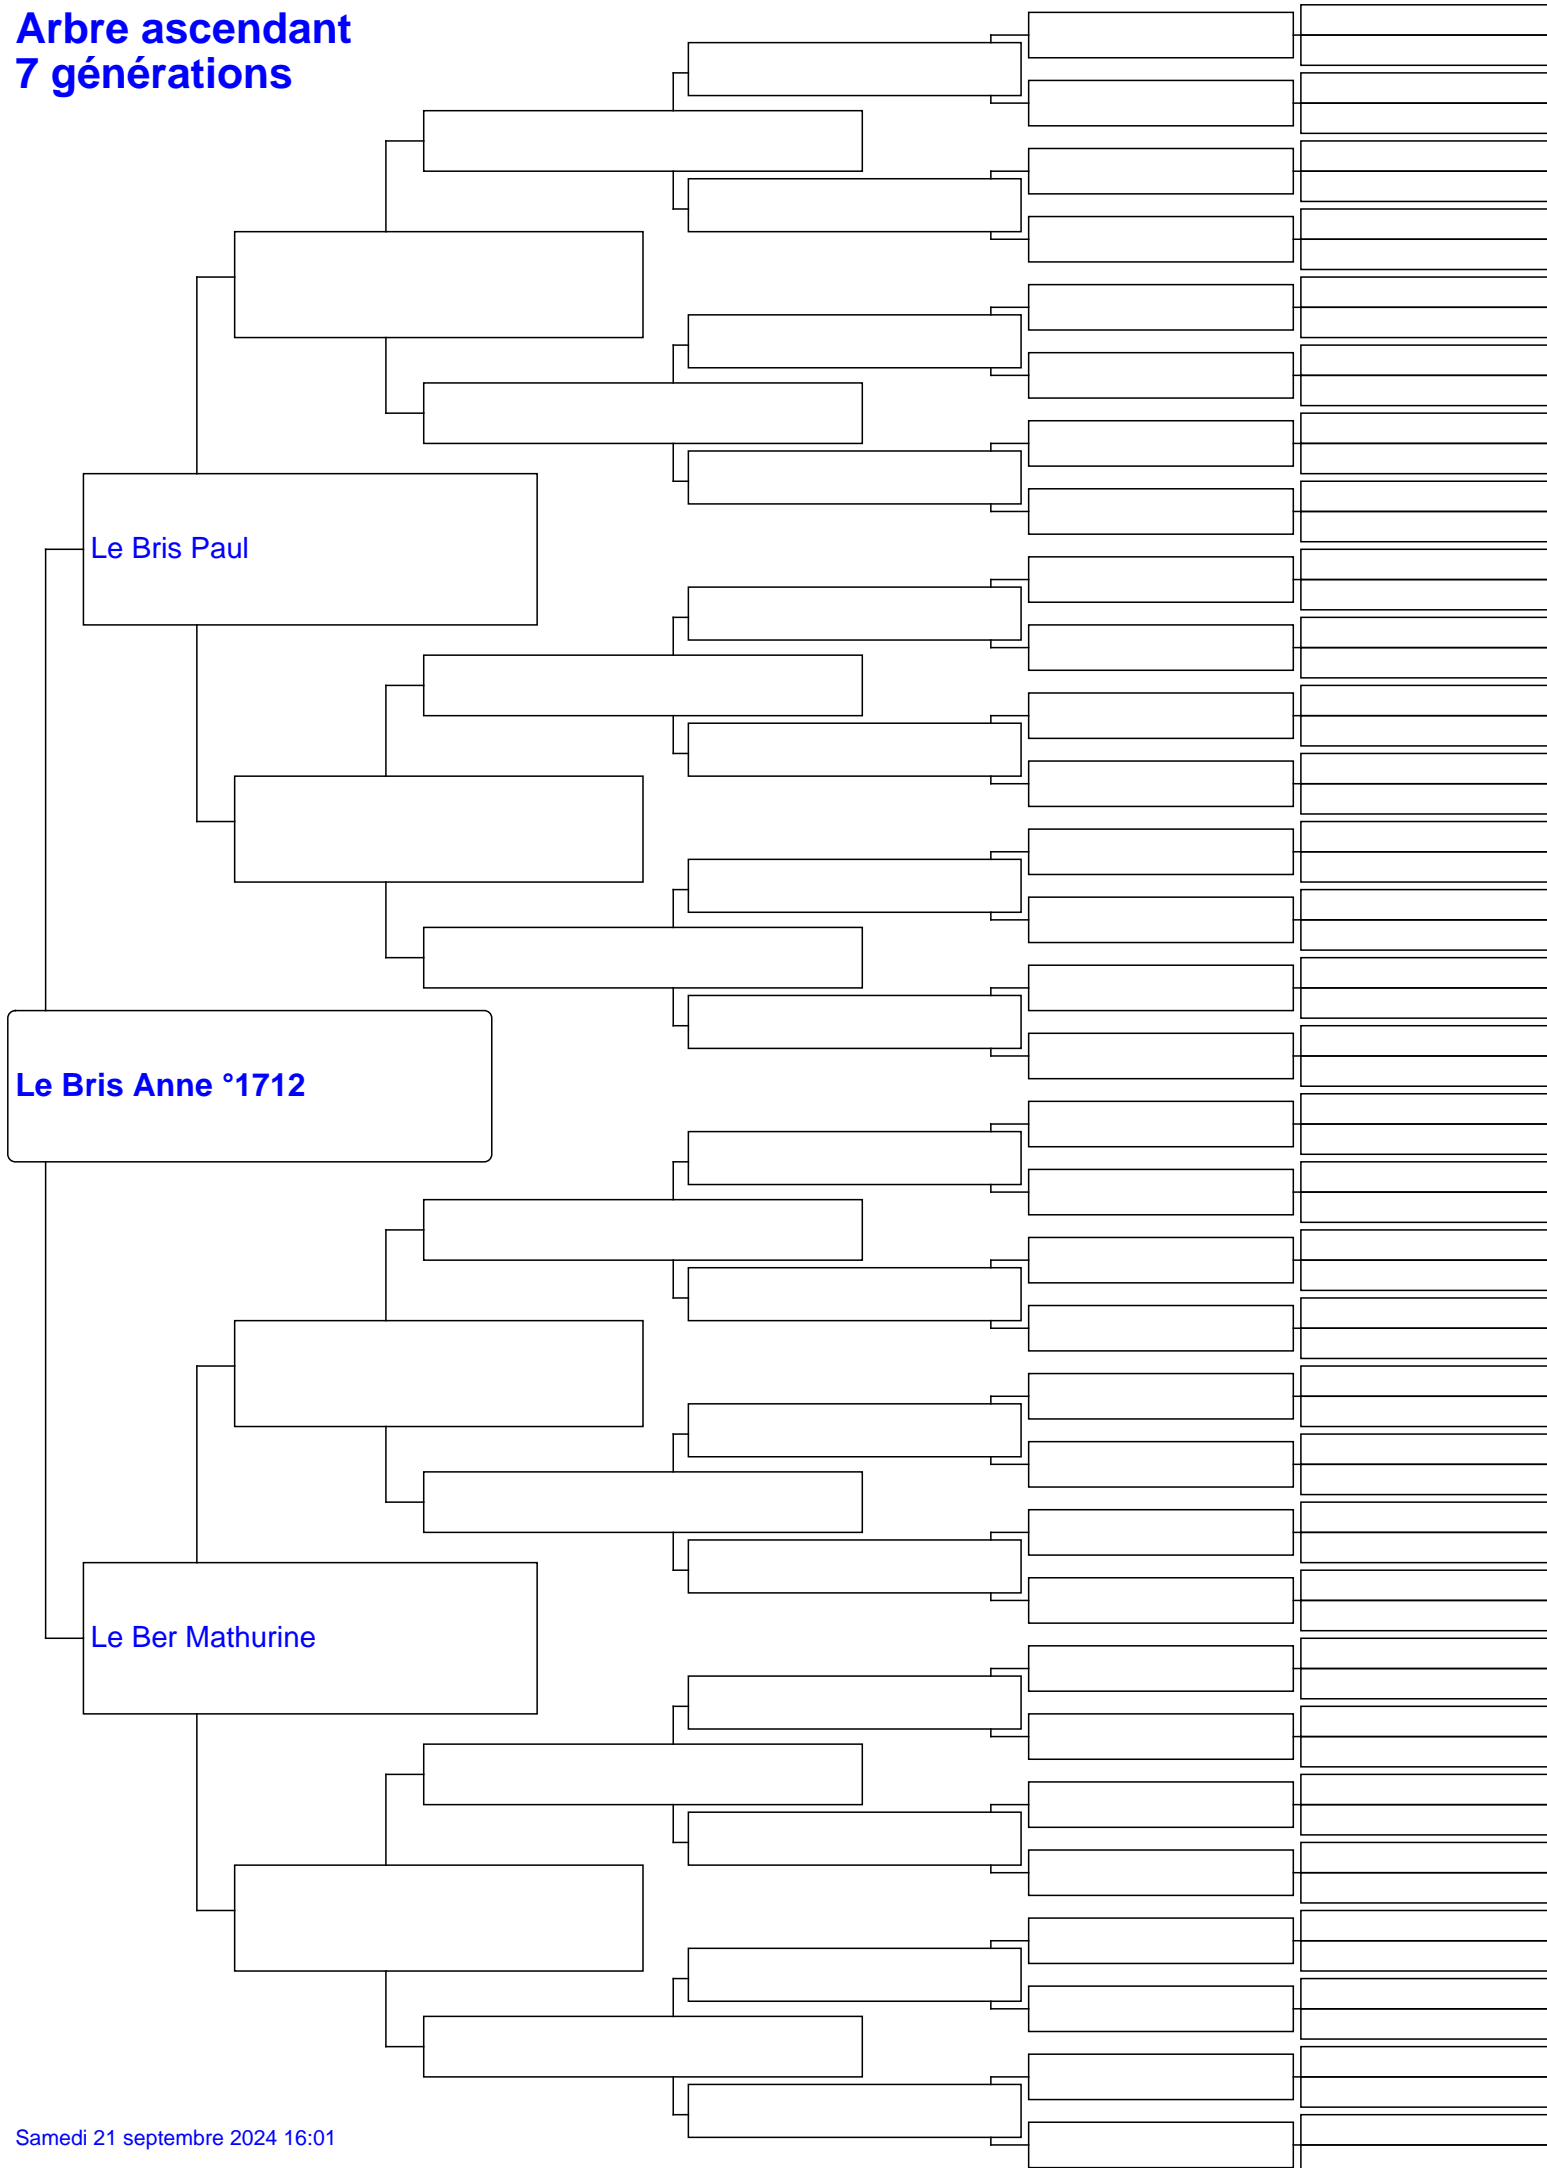 Arbre ascendant
7 générations
Le Bris Paul
Le Bris Anne °1712
Le Ber Mathurine
Samedi 21 septembre 2024 16:01